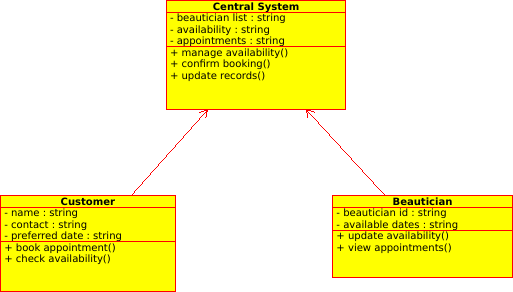 Central System
- beautician list : string
- availability : string
- appointments : string
+ manage availability()
+ confirm booking()
+ update records()
Customer
- name : string
- contact : string
- preferred date : string
+ book appointment()
+ check availability()
Beautician
- beautician id : string
- available dates : string
+ update availability()
+ view appointments()